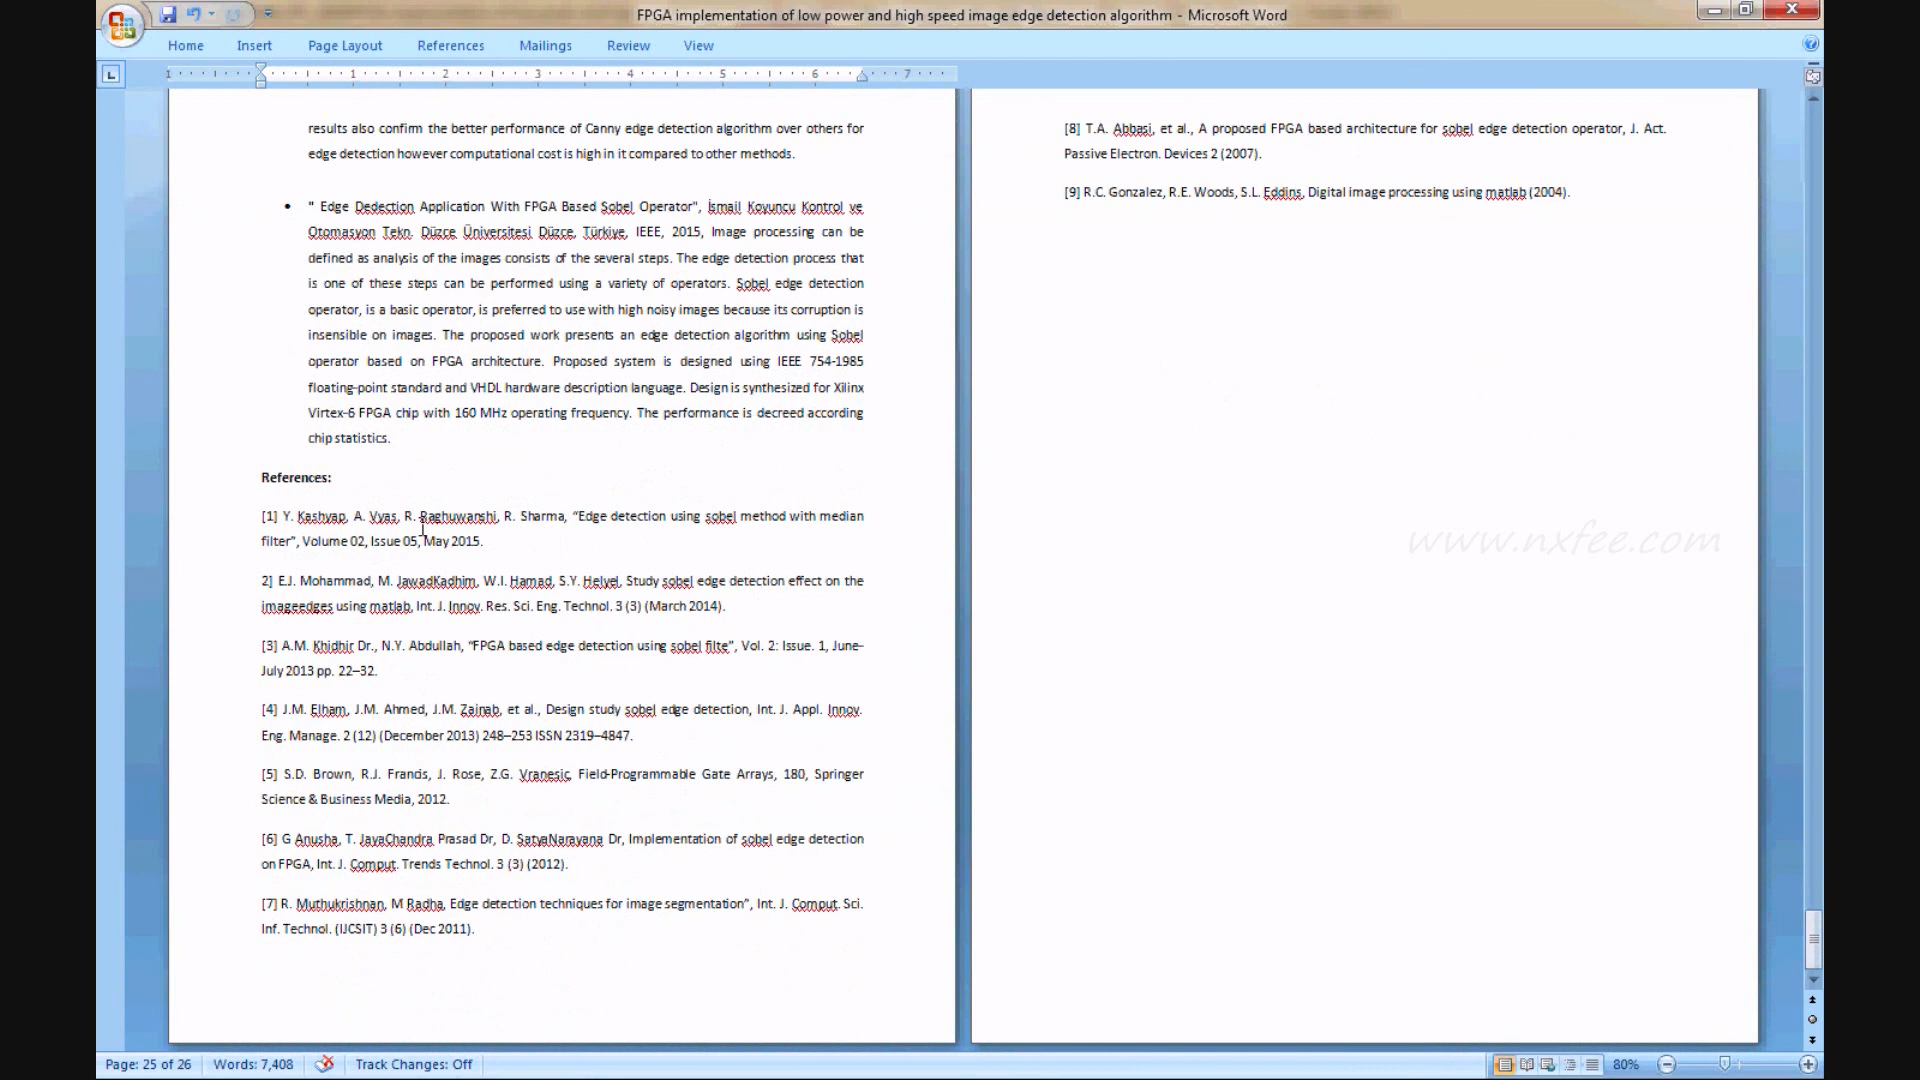 FPGA implementation of low power and high speed image edge detection algorithm - Microsoft Word
Home Insert Page Layout References Mailings Review View
1 1 2 3 4 5 6 7
results also confirm the better performance of Canny edge detection algorithm over others for
edge detection however computational cost is high in it compared to other methods.
• " Edge Dedection Application With FPGA Based Sobel Operator", İsmail Koyuncu Kontrol ve
Otomasyon Tekn. Düzce Üniversitesi Düzce, Türkiye, IEEE, 2015, Image processing can be
defined as analysis of the images consists of the several steps. The edge detection process that
is one of these steps can be performed using a variety of operators. Sobel edge detection
operator, is a basic operator, is preferred to use with high noisy images because its corruption is
insensible on images. The proposed work presents an edge detection algorithm using Sobel
operator based on FPGA architecture. Proposed system is designed using IEEE 754-1985
floating-point standard and VHDL hardware description language. Design is synthesized for Xilinx
Virtex-6 FPGA chip with 160 MHz operating frequency. The performance is decreed according
chip statistics.
References:
[1] Y. Kashyap, A. Vyas, R. Raghuwanshi, R. Sharma, “Edge detection using sobel method with median
filter”, Volume 02, Issue 05, May 2015.
2] E.J. Mohammad, M. JawadKadhim, W.I. Hamad, S.Y. Helyel, Study sobel edge detection effect on the
imageedges using matlab, Int. J. Innov. Res. Sci. Eng. Technol. 3 (3) (March 2014).
[3] A.M. Khidhir Dr., N.Y. Abdullah, “FPGA based edge detection using sobel filte”, Vol. 2: Issue. 1, June–
July 2013 pp. 22–32.
[4] J.M. Elham, J.M. Ahmed, J.M. Zainab, et al., Design study sobel edge detection, Int. J. Appl. Innov.
Eng. Manage. 2 (12) (December 2013) 248–253 ISSN 2319–4847.
[5] S.D. Brown, R.J. Francis, J. Rose, Z.G. Vranesic, Field-Programmable Gate Arrays, 180, Springer
Science & Business Media, 2012.
[6] G Anusha, T. JayaChandra Prasad Dr, D. SatyaNarayana Dr, Implementation of sobel edge detection
on FPGA, Int. J. Comput. Trends Technol. 3 (3) (2012).
[7] R. Muthukrishnan, M Radha, Edge detection techniques for image segmentation”, Int. J. Comput. Sci.
Inf. Technol. (IJCSIT) 3 (6) (Dec 2011).
[8] T.A. Abbasi, et al., A proposed FPGA based architecture for sobel edge detection operator, J. Act.
Passive Electron. Devices 2 (2007).
[9] R.C. Gonzalez, R.E. Woods, S.L. Eddins, Digital image processing using matlab (2004).
www.nxfee.com
Page: 25 of 26 Words: 7,408 Track Changes: Off 80%